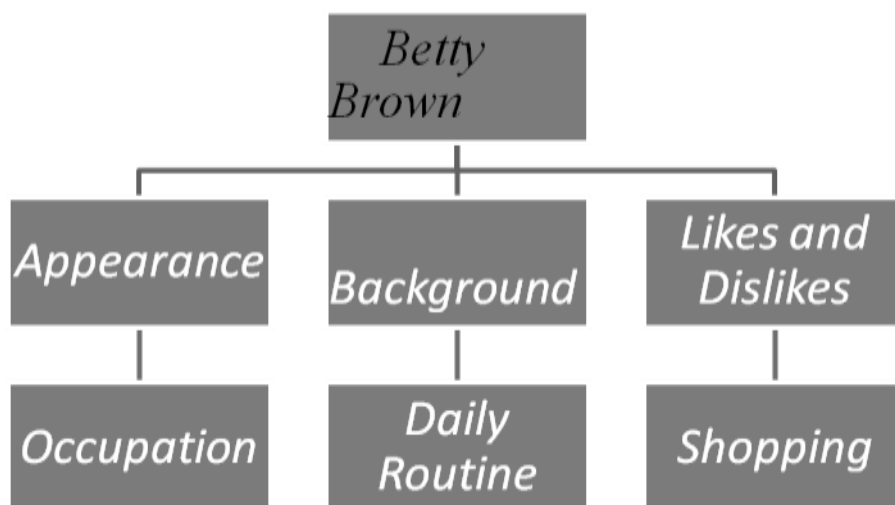 Betty
Brown
Appearance
Background
Likes and
Dislikes
Occupation
Daily
Routine
Shopping